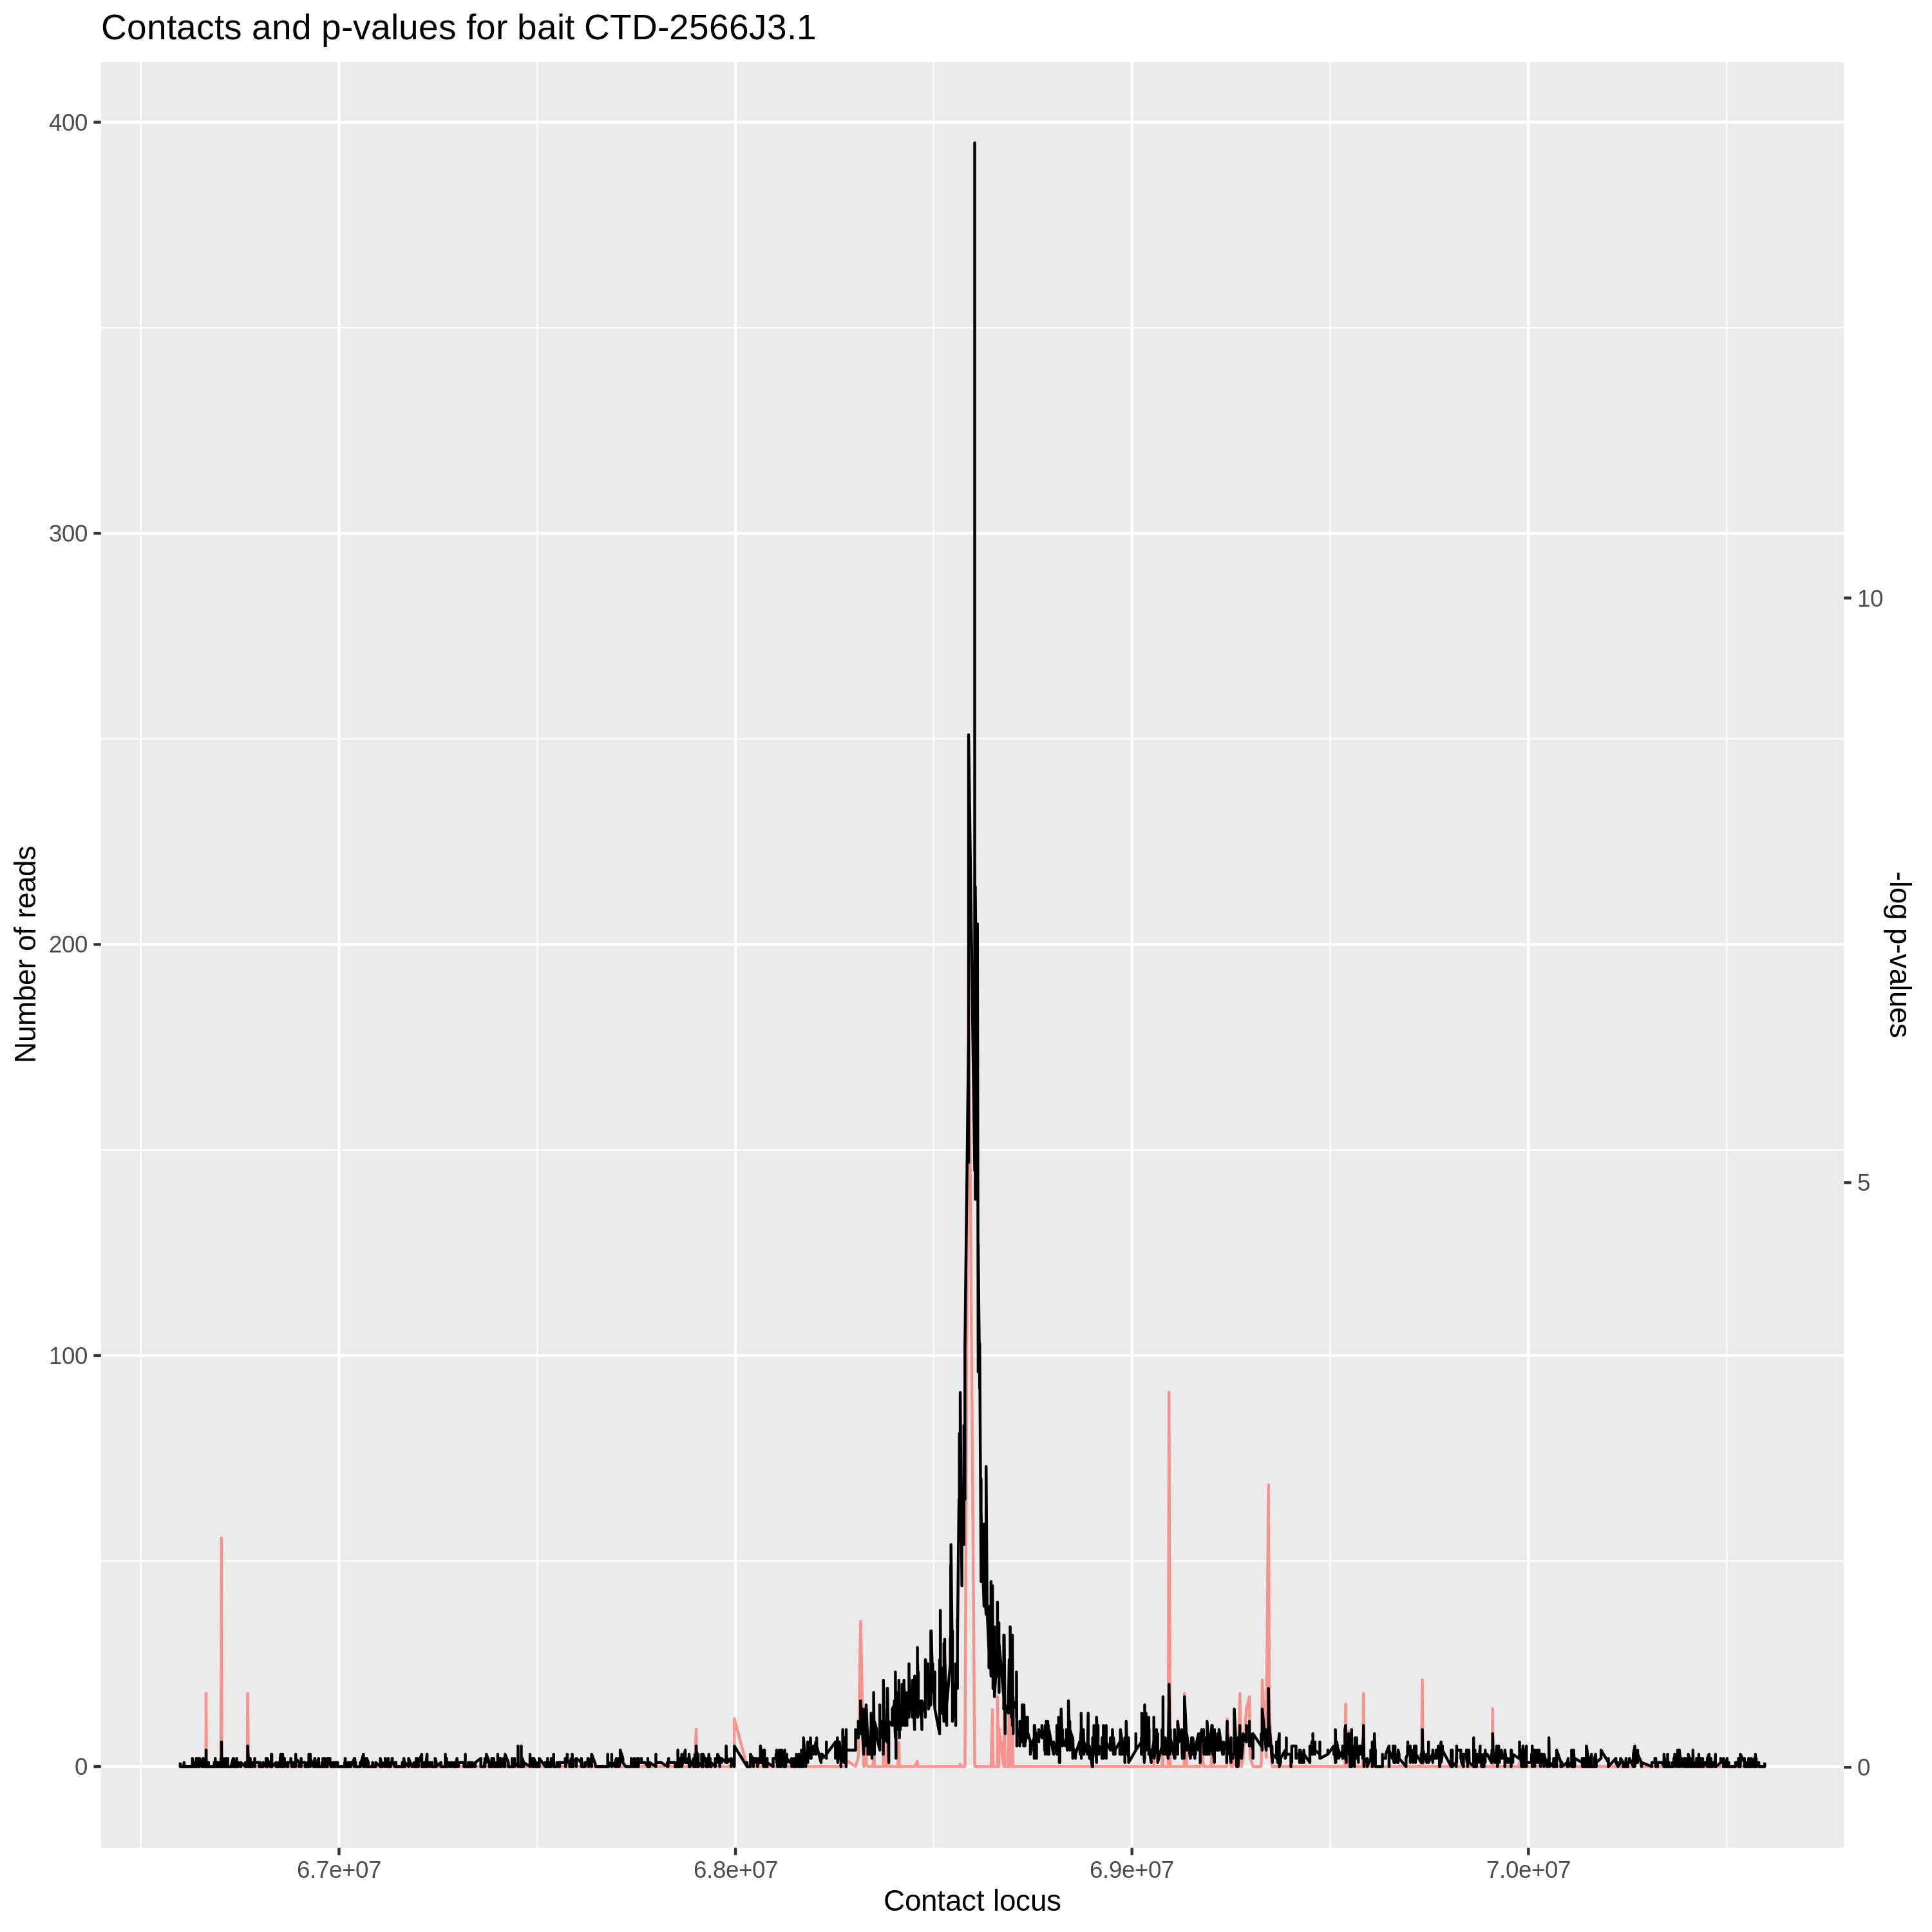 Contacts and p-values for bait CTD-2566J3.1
400
300
200
100
0
Number of reads
10
5
0
-log p-values
6.7e+07
6.8e+07
6.9e+07
7.0e+07
Contact locus